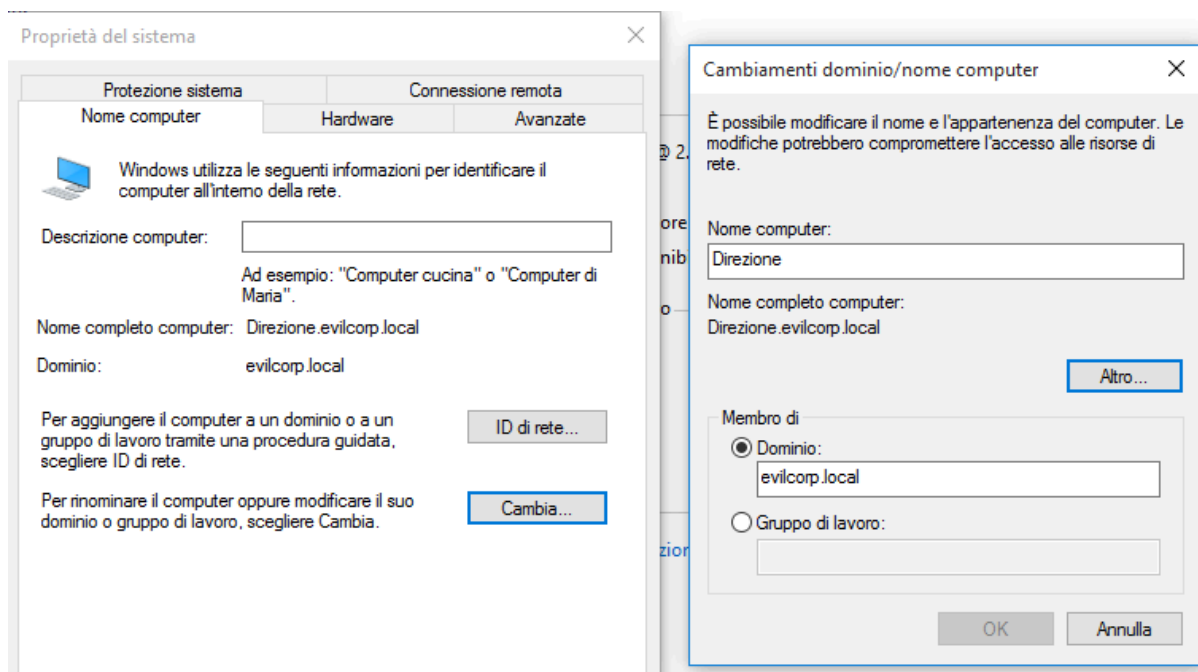 Proprietà del sistema
Protezione sistema
Connessione remota
Nome computer
Hardware
Avanzate
Windows utilizza le seguenti informazioni per identificare il
computer all'interno della rete.
Descrizione computer:
Ad esempio: "Computer cucina" o "Computer di
Maria".
Nome completo computer: Direzione.evilcorp.local
Dominio: evilcorp.local
Per aggiungere il computer a un dominio o a un
gruppo di lavoro tramite una procedura guidata,
scegliere ID di rete.
ID di rete...
Per rinominare il computer oppure modificare il suo
dominio o gruppo di lavoro, scegliere Cambia.
Cambia...
@ 2.
ore
nib
o
zior
Cambiamenti dominio/nome computer
È possibile modificare il nome e l'appartenenza del computer. Le
modifiche potrebbero compromettere l'accesso alle risorse di
rete.
Nome computer:
Direzione
Nome completo computer:
Direzione.evilcorp.local
Altro...
Membro di
Dominio:
evilcorp.local
Gruppo di lavoro:
OK
Annulla